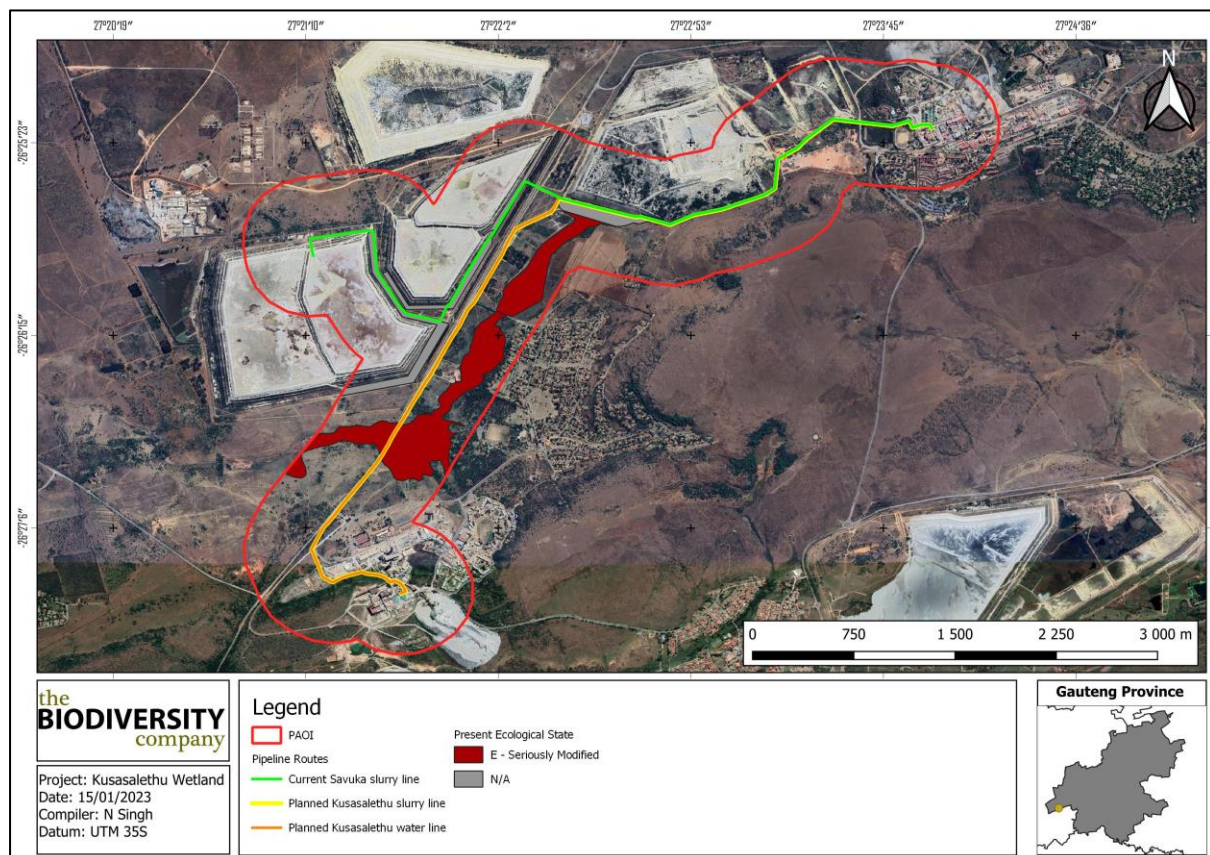 27°20'18" 27°21'10" 27°22'2" 27°22'53" 27°23'45" 27°24'36"
N
-26°25'23"
-26°26'15"
-26°27'6"
0 750 1 500 2 250 3 000 m
the
BIODIVERSITY
company
Project: Kusasalethu Wetland
Date: 15/01/2023
Compiler: N Singh
Datum: UTM 35S
Legend
PAOI
Pipeline Routes
Current Savuka slurry line
Planned Kusasalethu slurry line
Planned Kusasalethu water line
Present Ecological State
E - Seriously Modified
N/A
Gauteng Province